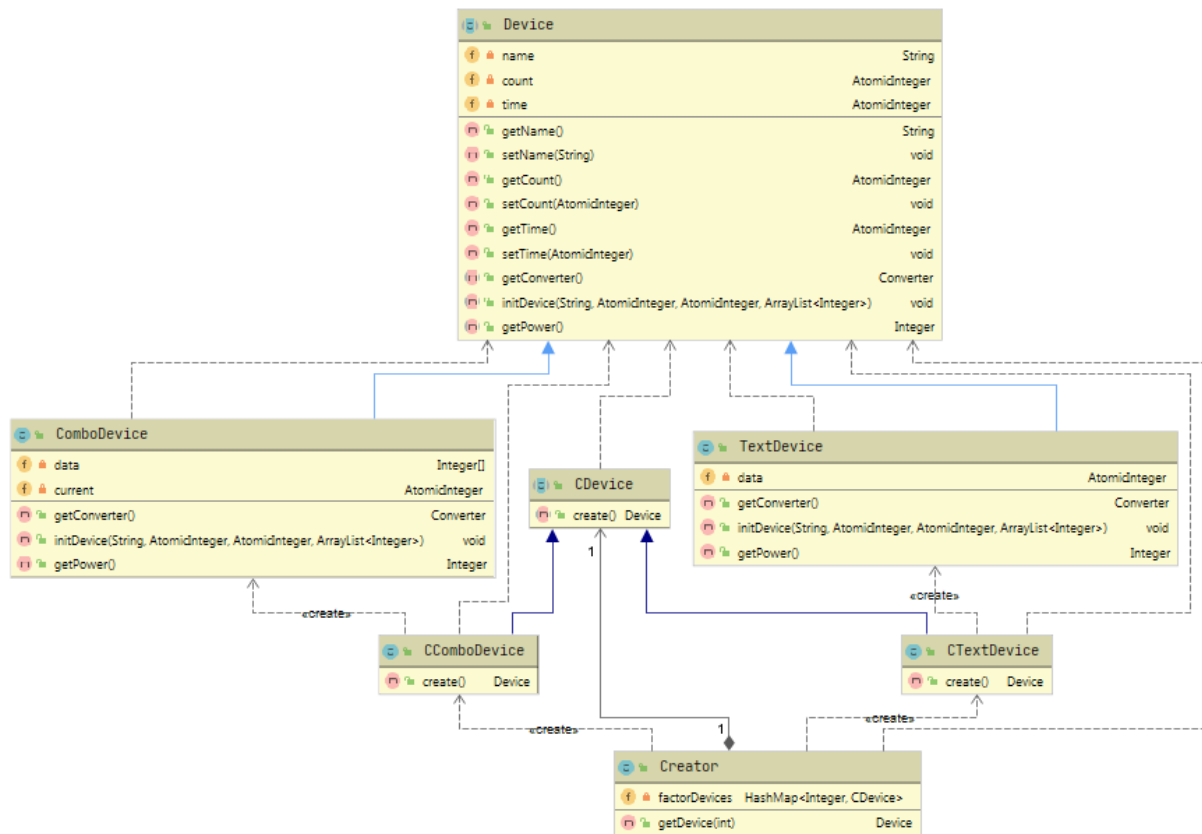 Device
name String
count AtomicInteger
time AtomicInteger
getName() String
setName(String) void
getCount() AtomicInteger
setCount(AtomicInteger) void
getTime() AtomicInteger
setTime(AtomicInteger) void
getConverter() Converter
initDevice(String, AtomicInteger, AtomicInteger, ArrayList<Integer>) void
getPower() Integer
ComboDevice
data Integer[]
current AtomicInteger
getConverter() Converter
initDevice(String, AtomicInteger, AtomicInteger, ArrayList<Integer>) void
getPower() Integer
CDevice
create() Device
TextDevice
data AtomicInteger
getConverter() Converter
initDevice(String, AtomicInteger, AtomicInteger, ArrayList<Integer>) void
getPower() Integer
1
«create»
«create»
CComboDevice
create() Device
CTextDevice
create() Device
«create»
«create»
1
Creator
factorDevices HashMap<Integer, CDevice>
getDevice(int) Device